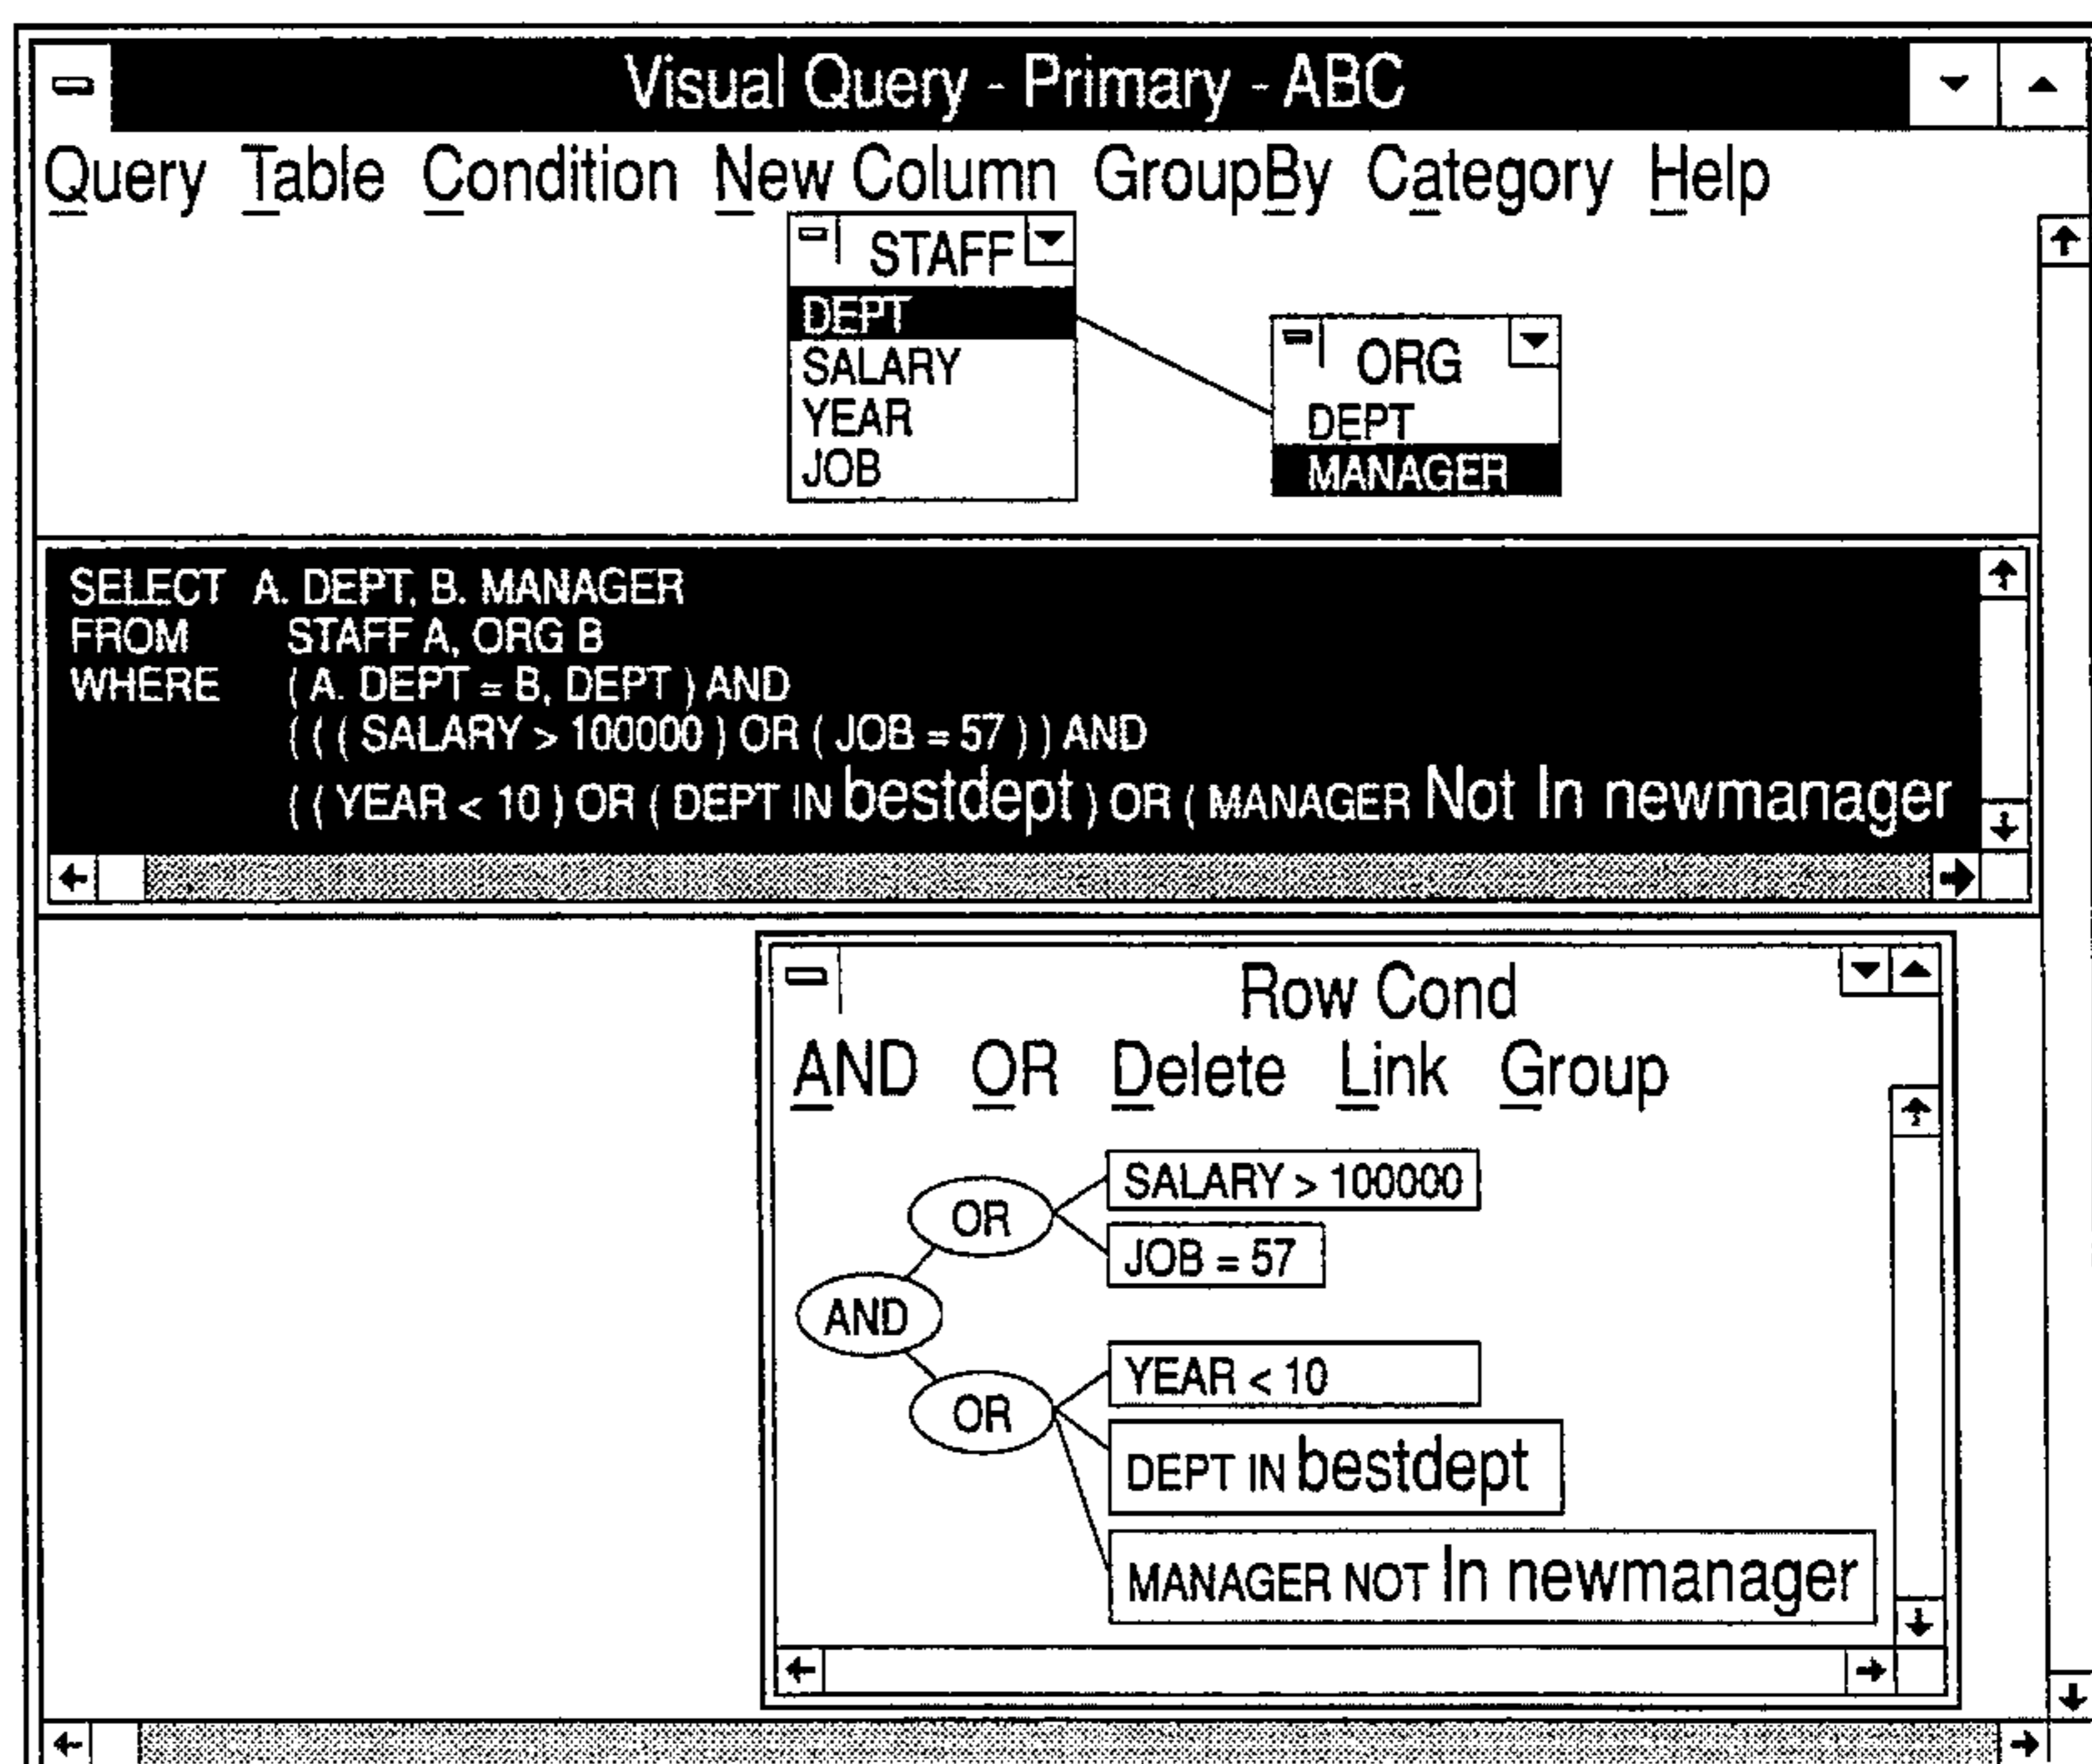 Visual Query - Primary - ABC
Query Table Condition New Column GroupBy Category Help
STAFF
DEPT
SALARY
YEAR
JOB
ORG
DEPT
MANAGER
SELECT A. DEPT, B. MANAGER
FROM STAFF A, ORG B
WHERE ( A. DEPT = B, DEPT ) AND
( ( ( SALARY > 100000 ) OR ( JOB = 57 ) ) AND
( ( YEAR < 10 ) OR ( DEPT IN bestdept ) OR ( MANAGER Not In newmanager
Row Cond
AND OR Delete Link Group
OR
SALARY > 100000
JOB = 57
AND
OR
YEAR < 10
DEPT IN bestdept
MANAGER NOT In newmanager